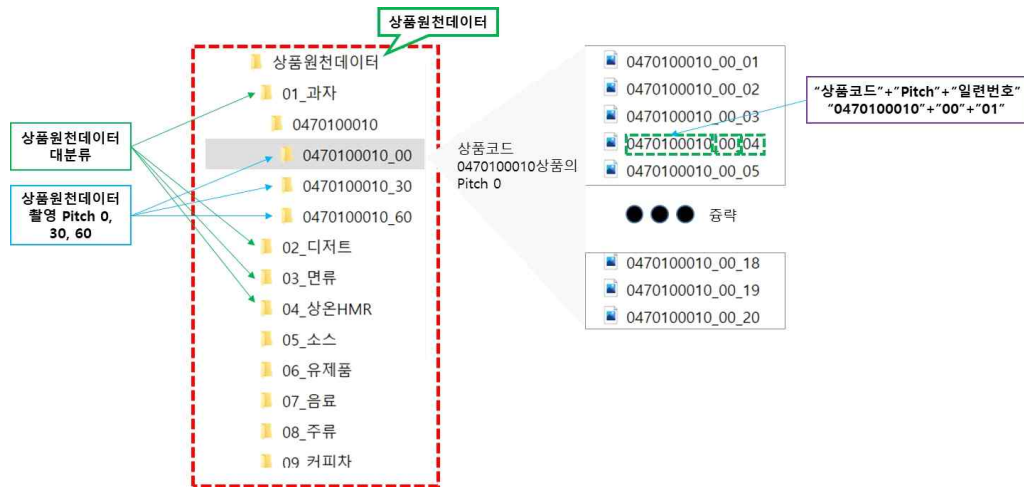 상품원천데이터
상품원천데이터
01_과자
0470100010
0470100010_00
0470100010_30
0470100010_60
02_디저트
03_면류
04_상온HMR
05_소스
06_유제품
07_음료
08_주류
09_커피차
상품원천데이터
대분류
상품원천데이터
촬영 Pitch 0,
30, 60
상품코드
0470100010상품의
Pitch 0
0470100010_00_01
0470100010_00_02
0470100010_00_03
0470100010_00_04
0470100010_00_05
중략
0470100010_00_18
0470100010_00_19
0470100010_00_20
“상품코드”+”Pitch”+”일련번호”
“0470100010”+”00”+”01”